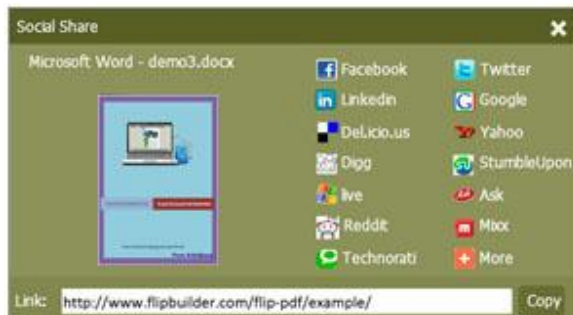 Social Share
Microsoft Word - demo3.docx
Facebook
Twitter
Linkedin
Google
Del.icio.us
Yahoo
Digg
StumbleUpon
live
Ask
Reddit
Mixx
Technorati
More
Link: http://www.flipbuilder.com/flip-pdf/example/ Copy